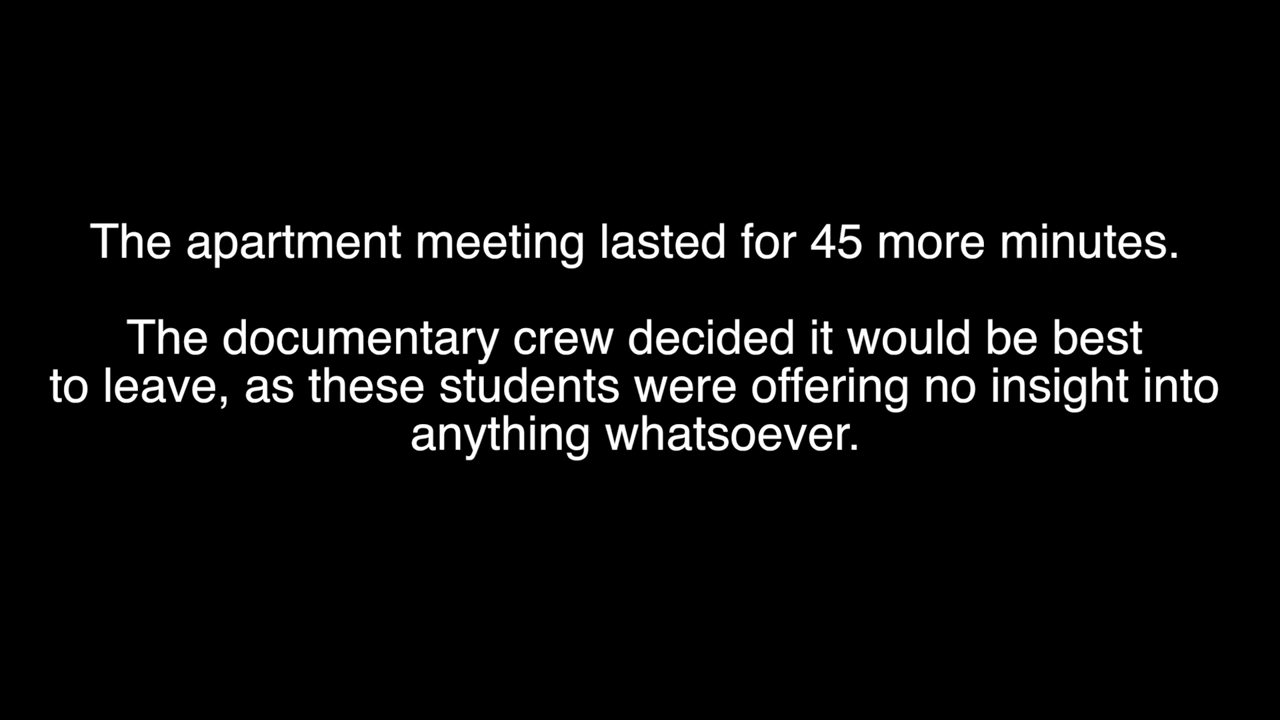 The apartment meeting lasted for 45 more minutes.
The documentary crew decided it would be best
to leave, as these students were offering no insight into
anything whatsoever.